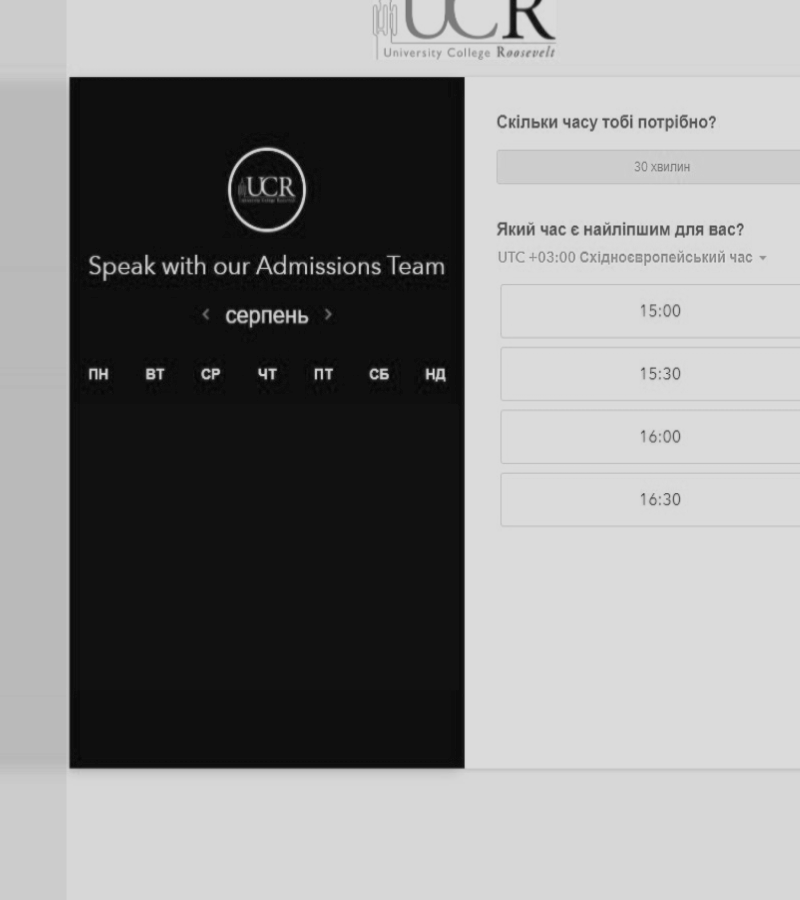 UCR
University College Roosevelt
UCR
Speak with our Admissions Team
серпень
ПН ВТ СР ЧТ ПТ СБ НД
Скільки часу тобі потрібно?
30 хвилин
Який час є найліпшим для вас?
UTC +03:00 Східноєвропейський час
15:00
15:30
16:00
16:30